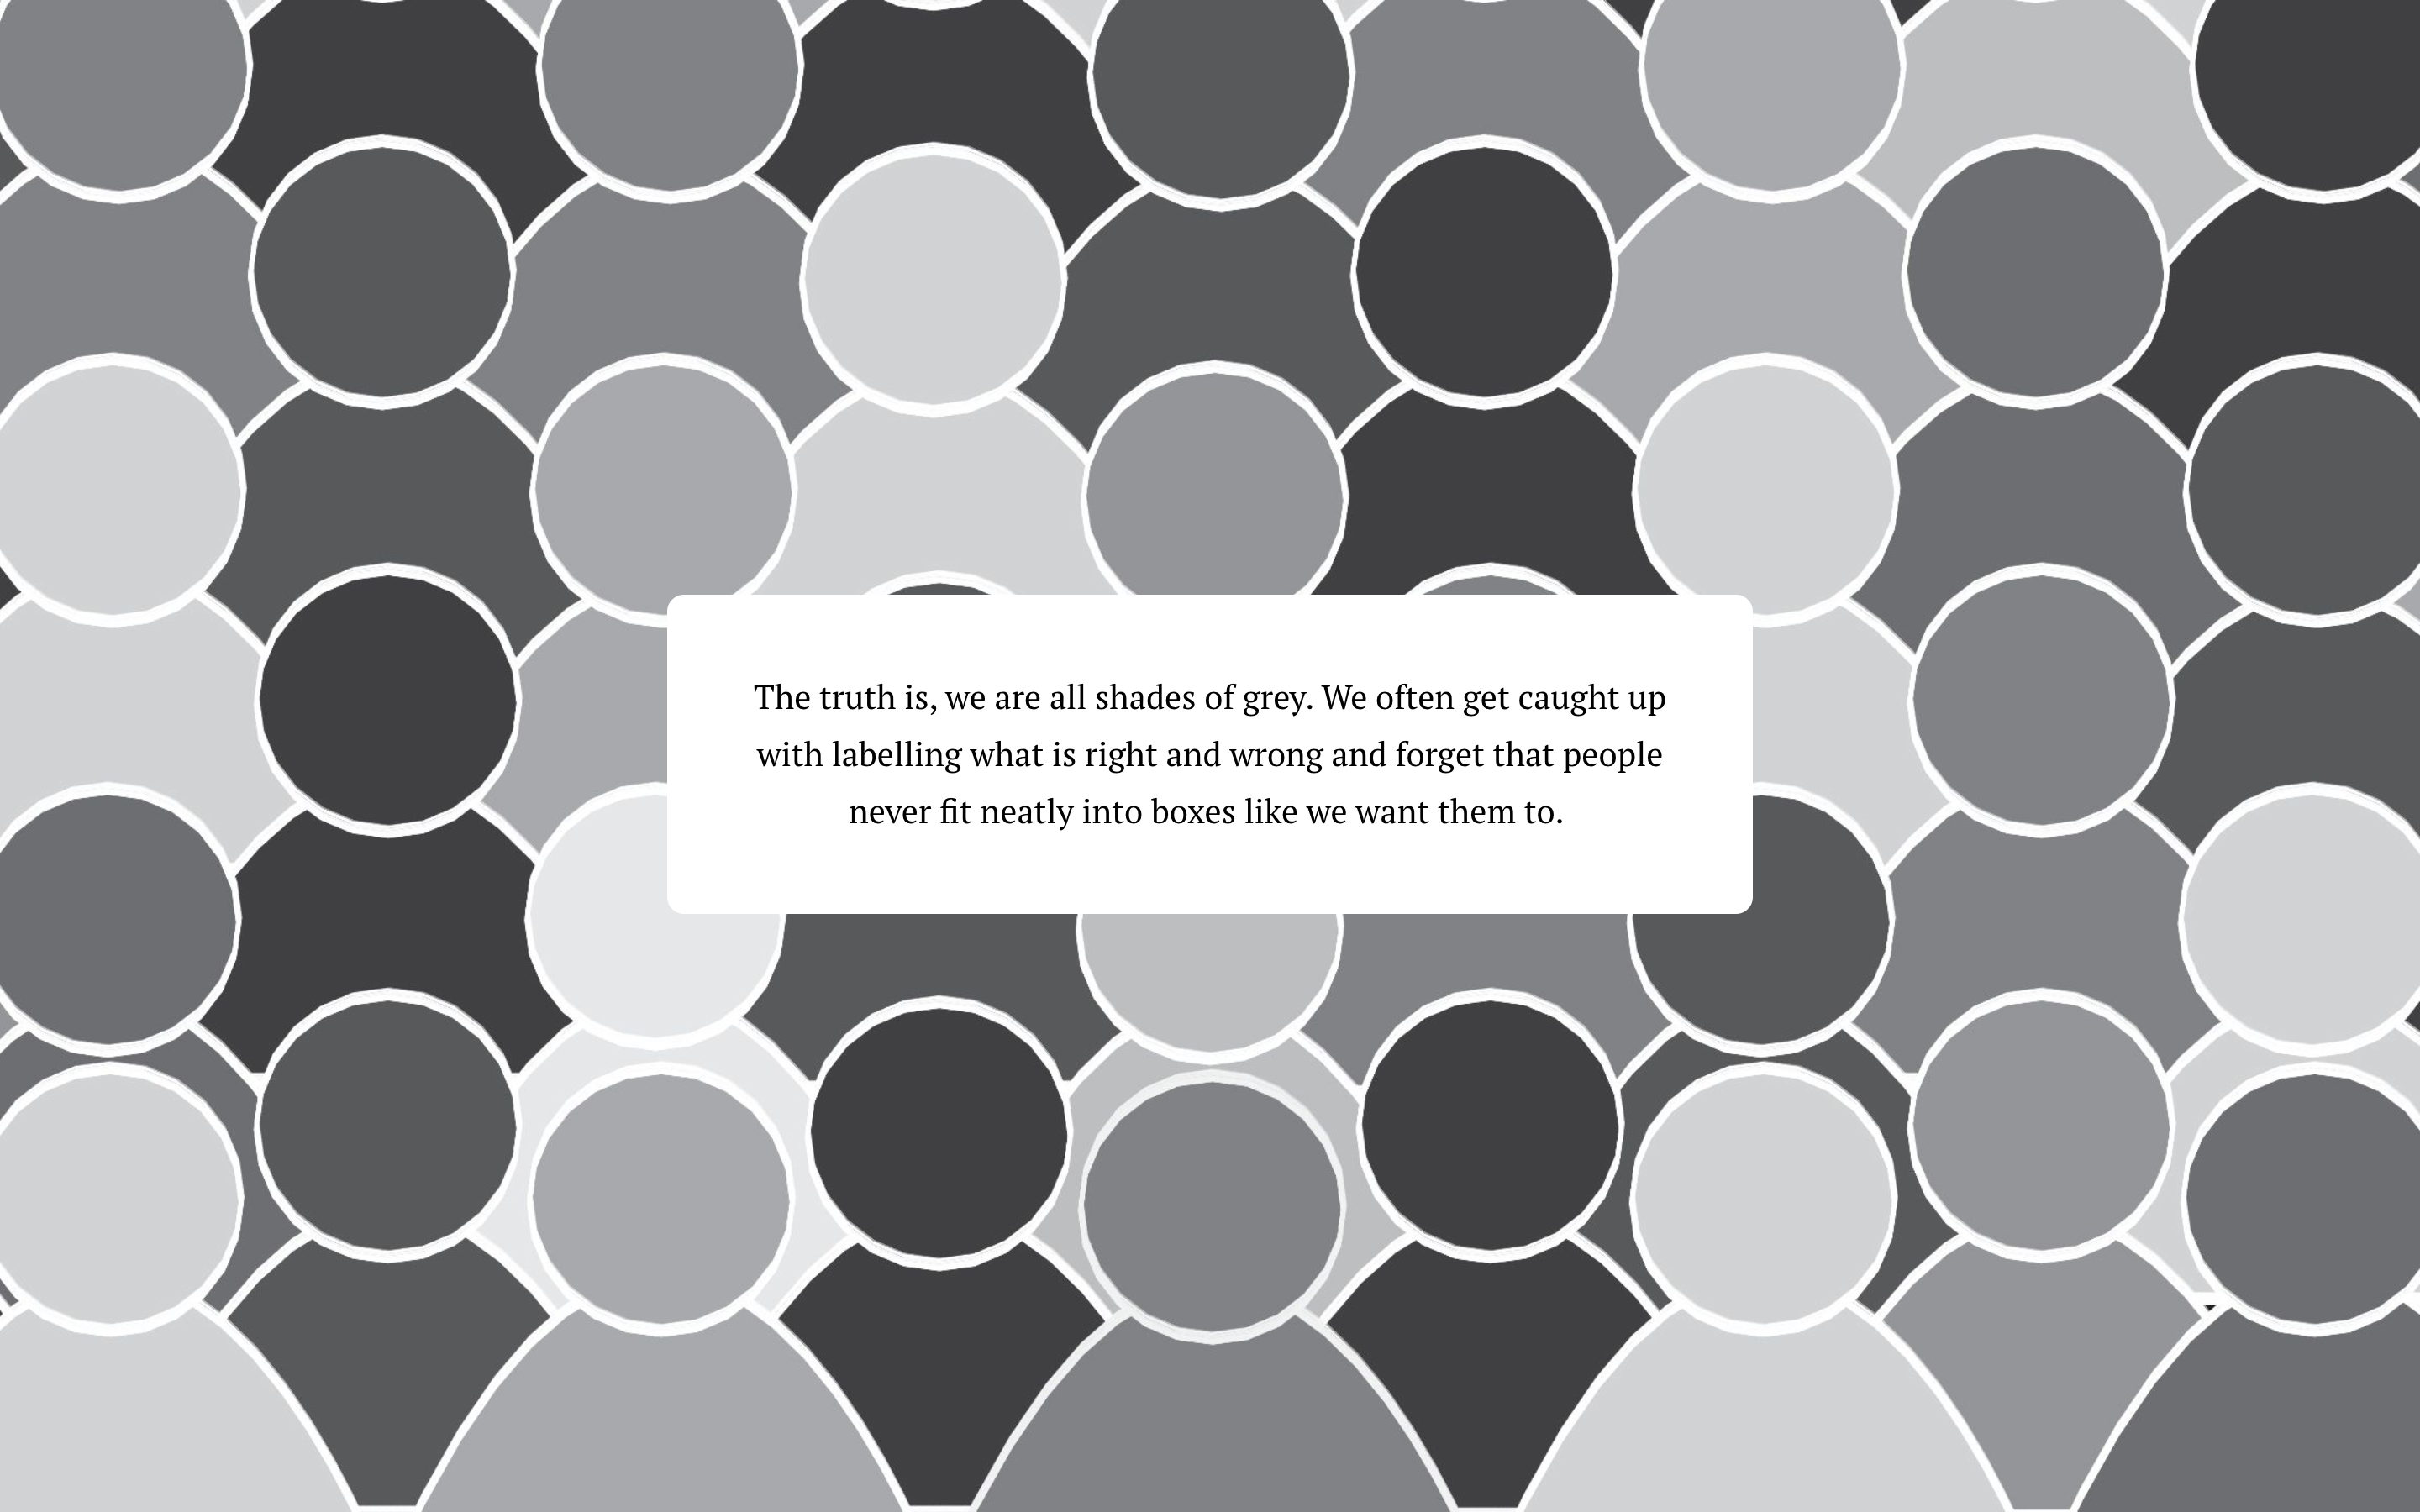 The truth is, we are all shades of grey. We often get caught up
with labelling what is right and wrong and forget that people
never fit neatly into boxes like we want them to.